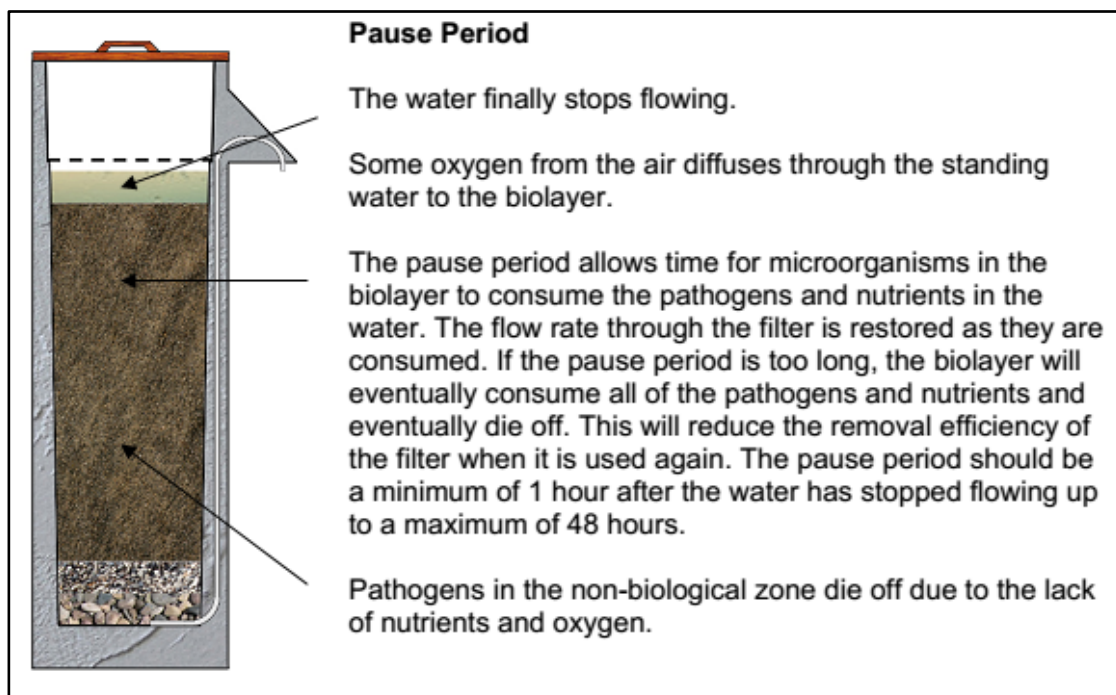 Pause Period
The water finally stops flowing.
Some oxygen from the air diffuses through the standing
water to the biolayer.
The pause period allows time for microorganisms in the
biolayer to consume the pathogens and nutrients in the
water. The flow rate through the filter is restored as they are
consumed. If the pause period is too long, the biolayer will
eventually consume all of the pathogens and nutrients and
eventually die off. This will reduce the removal efficiency of
the filter when it is used again. The pause period should be
a minimum of 1 hour after the water has stopped flowing up
to a maximum of 48 hours.
Pathogens in the non-biological zone die off due to the lack
of nutrients and oxygen.